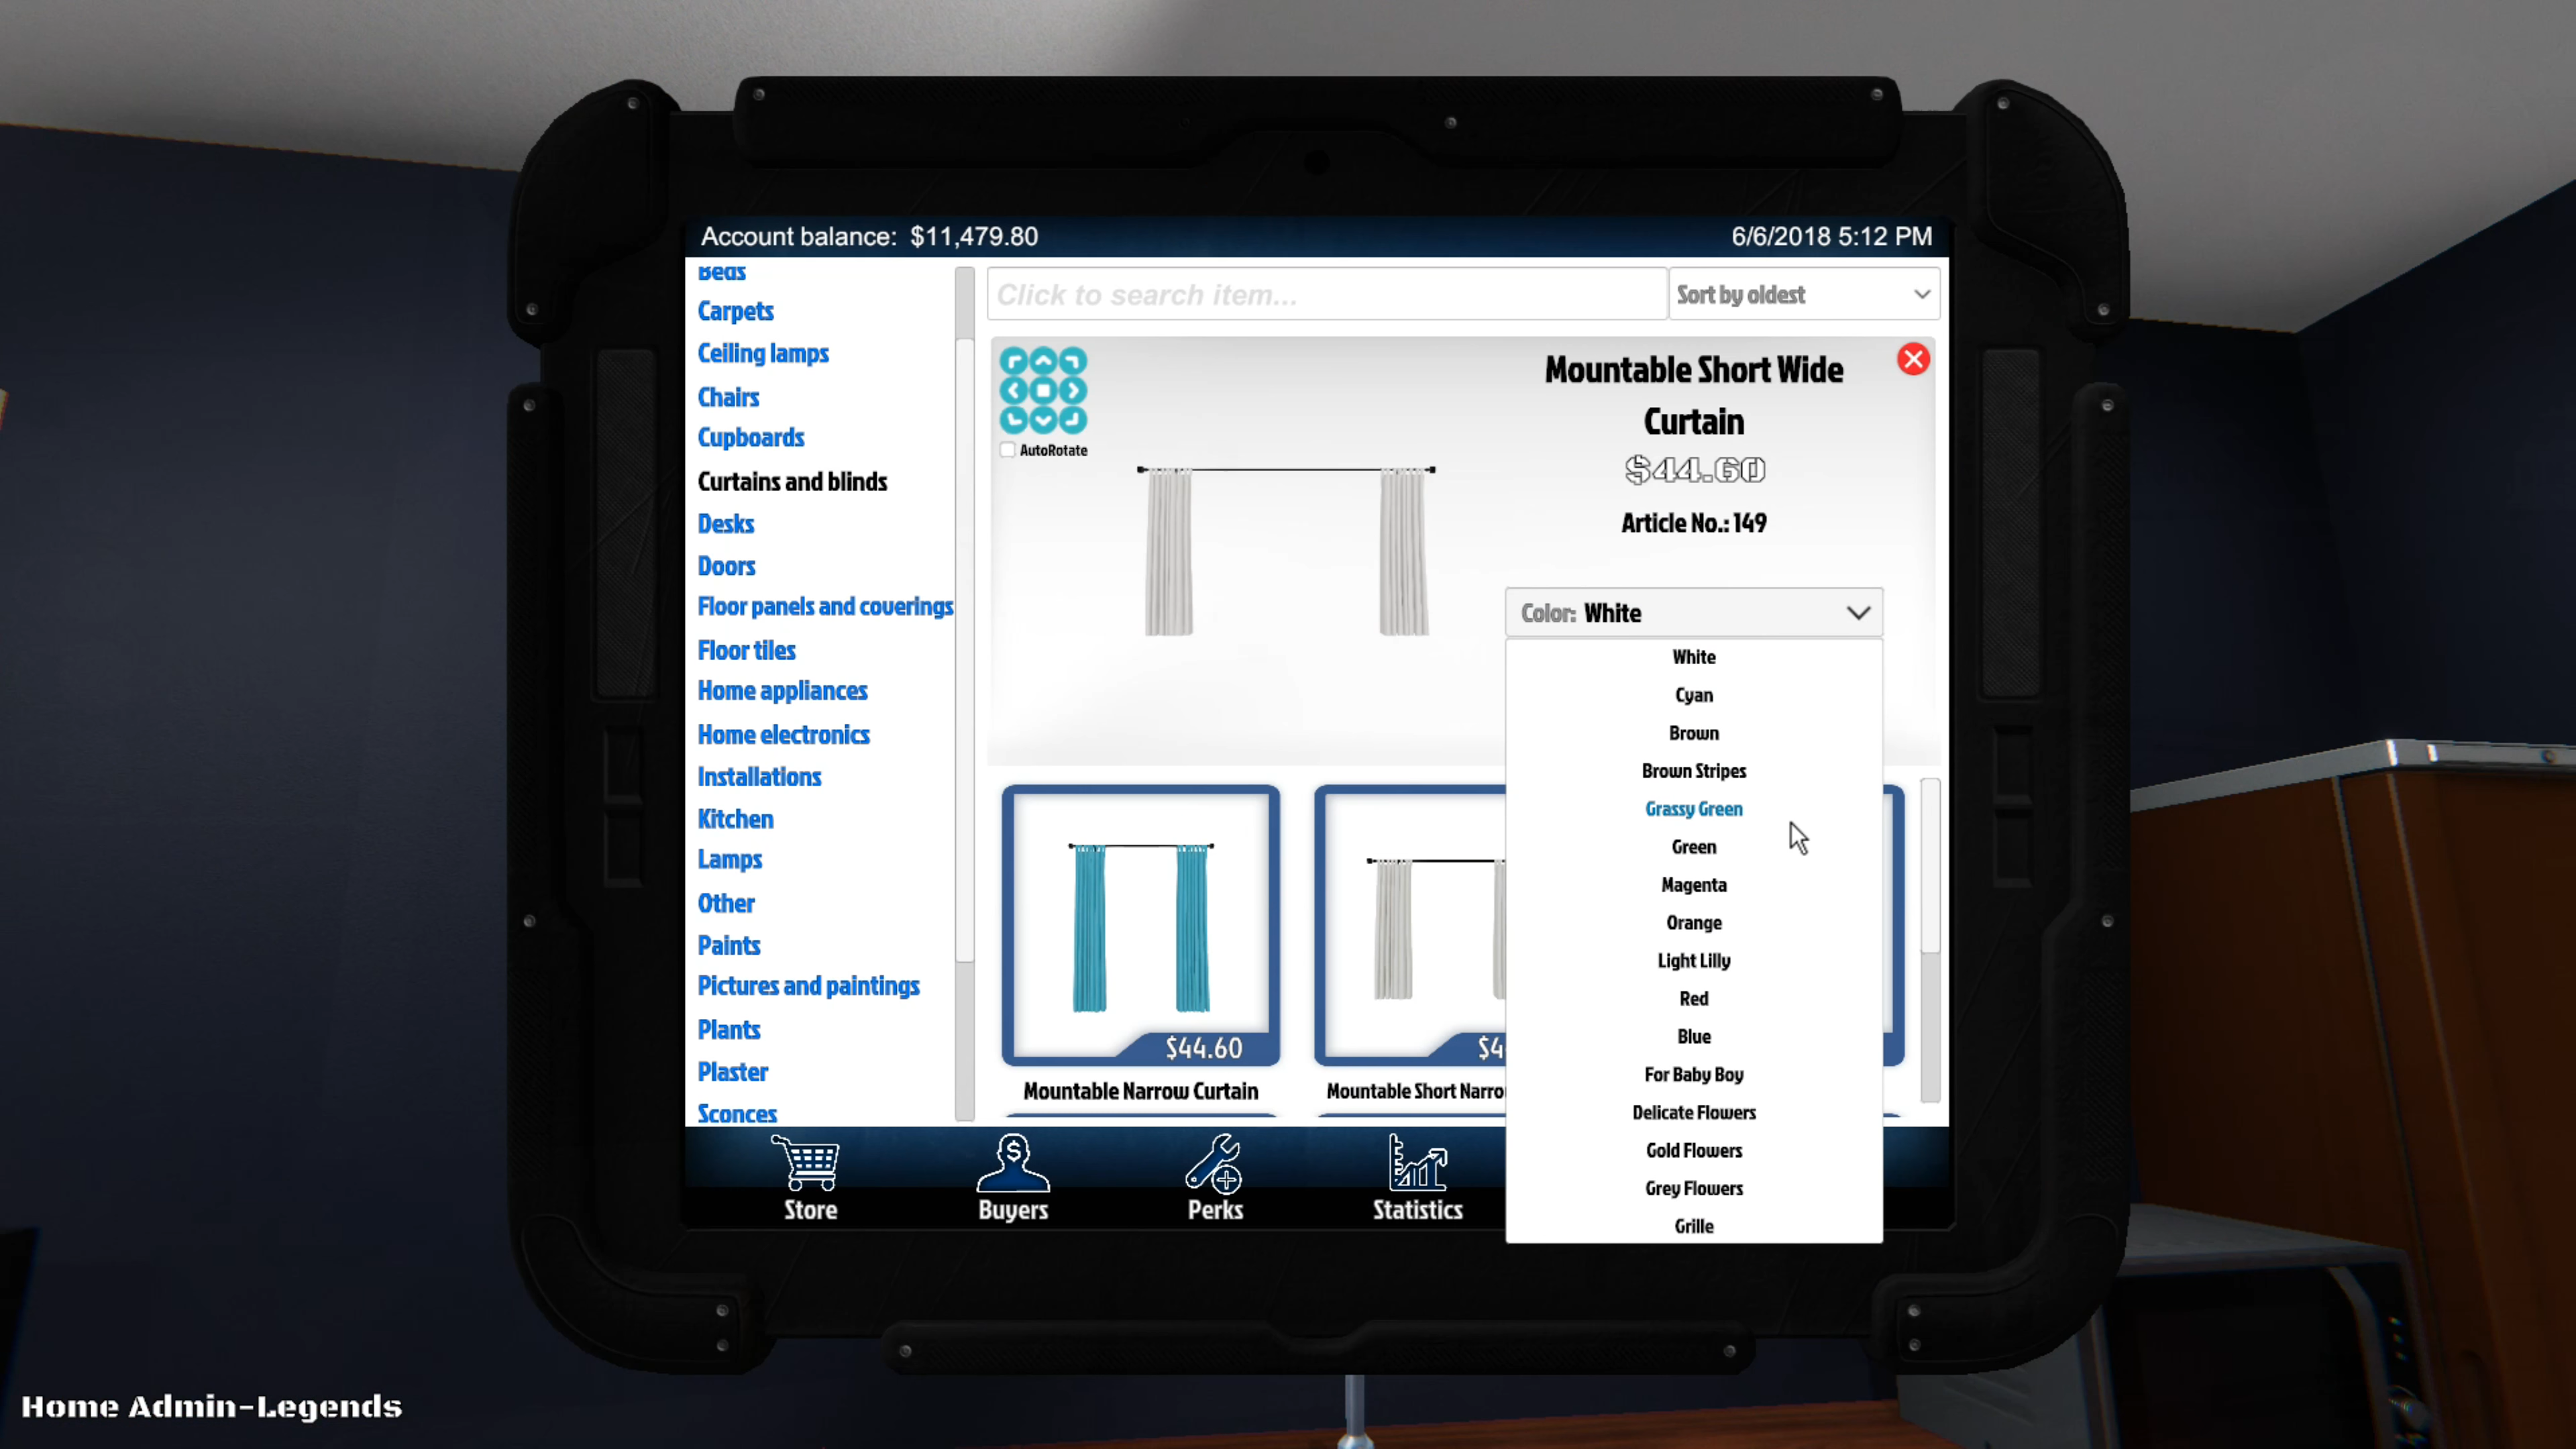 Account balance: $11,479.80
6/6/2018 5:12 PM
Beds
Carpets
Ceiling lamps
Chairs
Cupboards
Curtains and blinds
Desks
Doors
Floor panels and coverings
Floor tiles
Home appliances
Home electronics
Installations
Kitchen
Lamps
Other
Paints
Pictures and paintings
Plants
Plaster
Sconces
Click to search item...
Sort by oldest
AutoRotate
Mountable Short Wide
Curtain
$44.60
Article No.: 149
Color: White
White
Cyan
Brown
Brown Stripes
Grassy Green
Green
Magenta
Orange
Light Lilly
Red
Blue
For Baby Boy
Delicate Flowers
Gold Flowers
Grey Flowers
Grille
$44.60
Mountable Narrow Curtain
$4
Mountable Short Narro
Store
Buyers
Perks
Statistics
Home Admin-Legends